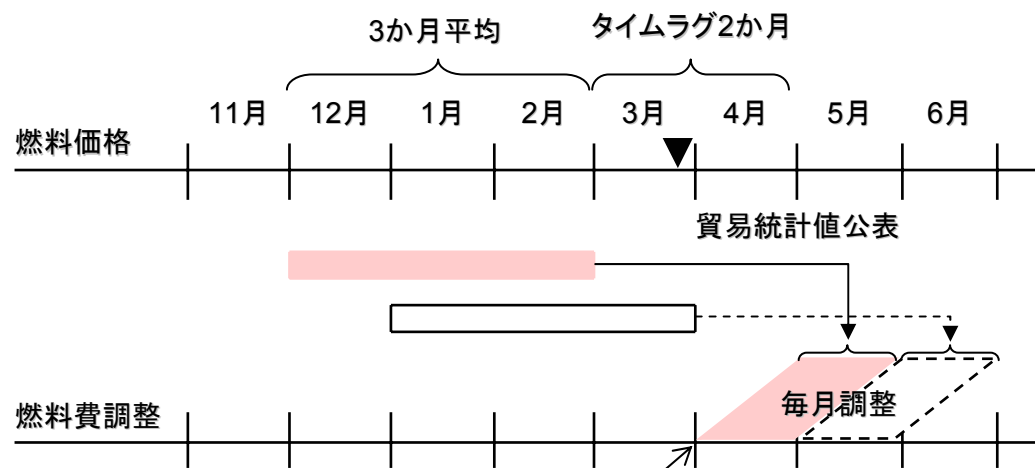 3か月平均
タイムラグ2か月
11月 12月 1月 2月 3月 4月 5月 6月
燃料価格
貿易統計値公表
毎月調整
燃料費調整